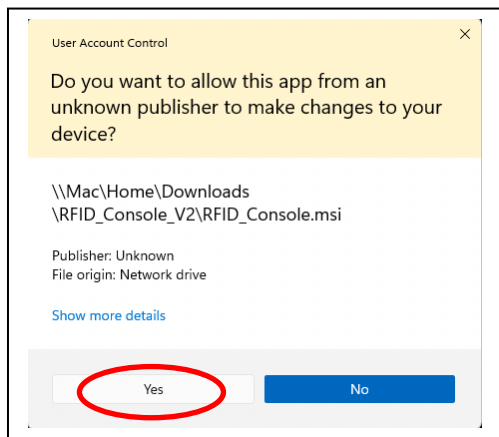 User Account Control
Do you want to allow this app from an
unknown publisher to make changes to your
device?
\\Mac\Home\Downloads
\RFID_Console_V2\RFID_Console.msi
Publisher: Unknown
File origin: Network drive
Show more details
Yes No